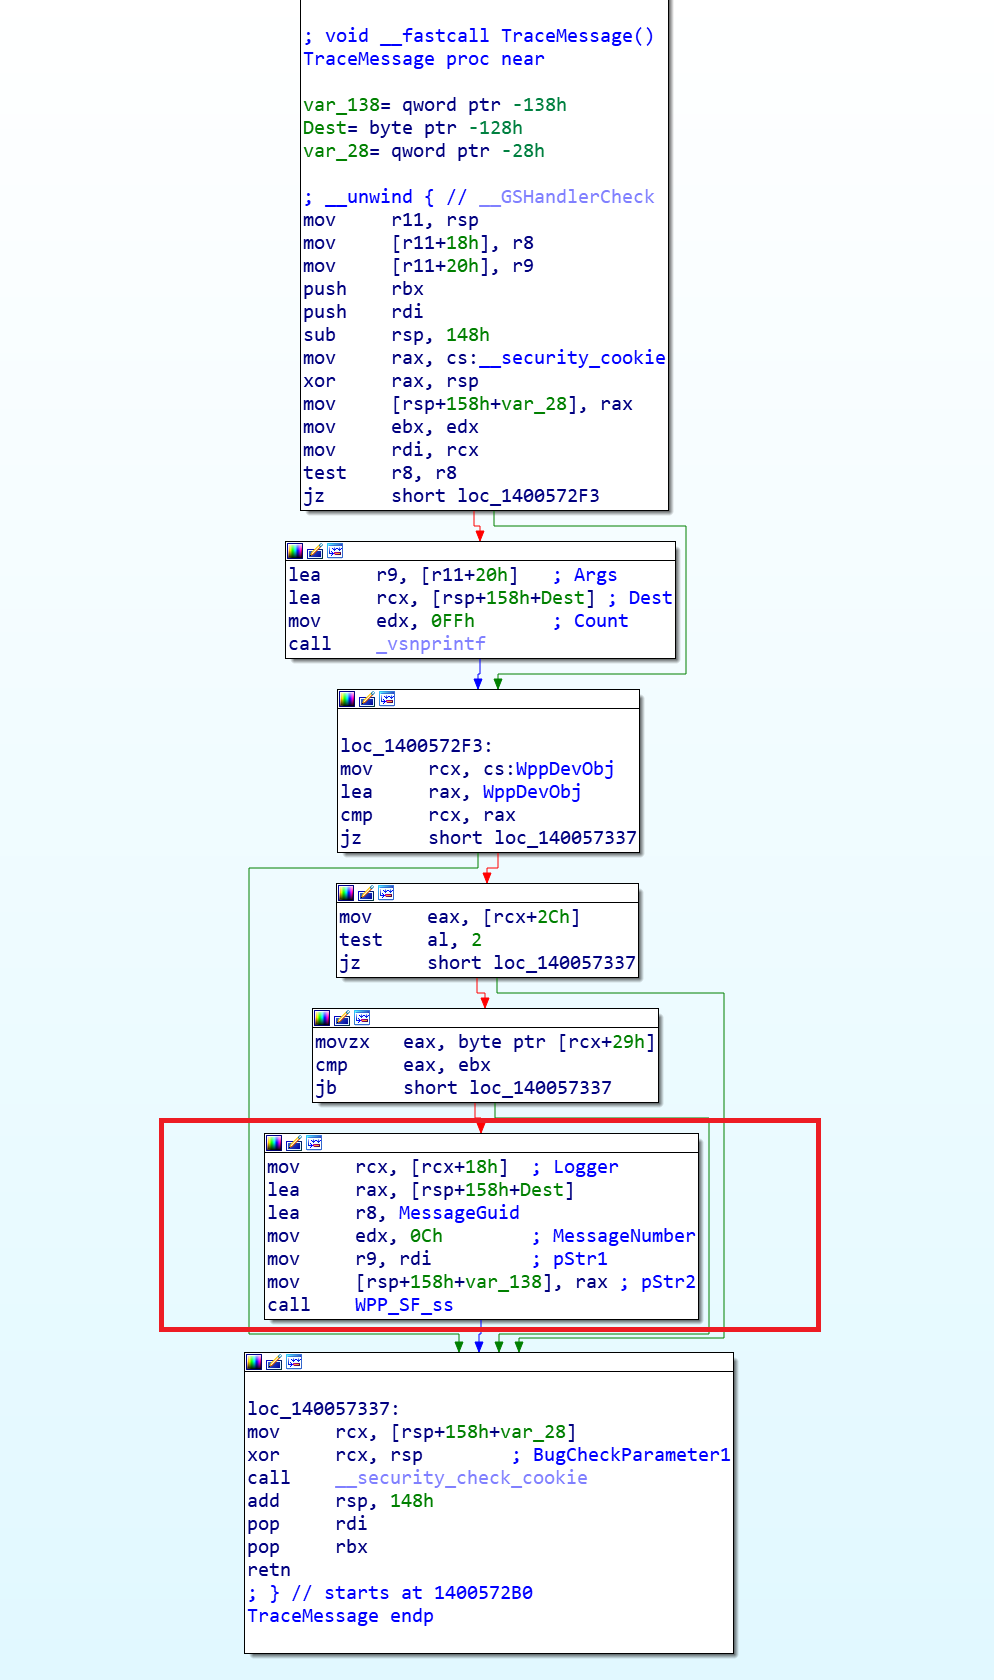 ; void __fastcall TraceMessage()
TraceMessage proc near
var_138= qword ptr -138h
Dest= byte ptr -128h
var_28= qword ptr -28h
; __unwind { // __GSHandlerCheck
mov     r11, rsp
mov     [r11+18h], r8
mov     [r11+20h], r9
push    rbx
push    rdi
sub     rsp, 148h
mov     rax, cs:__security_cookie
xor     rax, rsp
mov     [rsp+158h+var_28], rax
mov     ebx, edx
mov     rdi, rcx
test    r8, r8
jz      short loc_1400572F3
lea     r9, [r11+20h]   ; Args
lea     rcx, [rsp+158h+Dest] ; Dest
mov     edx, 0FFh       ; Count
call    _vsnprintf
loc_1400572F3:
mov     rcx, cs:WppDevObj
lea     rax, WppDevObj
cmp     rcx, rax
jz      short loc_140057337
mov     eax, [rcx+2Ch]
test    al, 2
jz      short loc_140057337
movzx   eax, byte ptr [rcx+29h]
cmp     eax, ebx
jb      short loc_140057337
mov     rcx, [rcx+18h]  ; Logger
lea     rax, [rsp+158h+Dest]
lea     r8, MessageGuid
mov     edx, 0Ch        ; MessageNumber
mov     r9, rdi         ; pStr1
mov     [rsp+158h+var_138], rax ; pStr2
call    WPP_SF_ss
loc_140057337:
mov     rcx, [rsp+158h+var_28]
xor     rcx, rsp        ; BugCheckParameter1
call    __security_check_cookie
add     rsp, 148h
pop     rdi
pop     rbx
retn
; } // starts at 1400572B0
TraceMessage endp